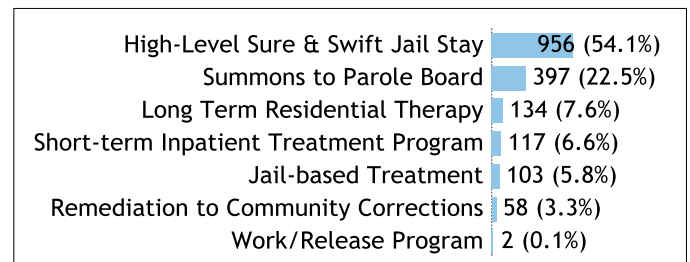 High-Level Sure & Swift Jail Stay 956 (54.1%)
Summons to Parole Board 397 (22.5%)
Long Term Residential Therapy 134 (7.6%)
Short-term Inpatient Treatment Program 117 (6.6%)
Jail-based Treatment 103 (5.8%)
Remediation to Community Corrections 58 (3.3%)
Work/Release Program 2 (0.1%)